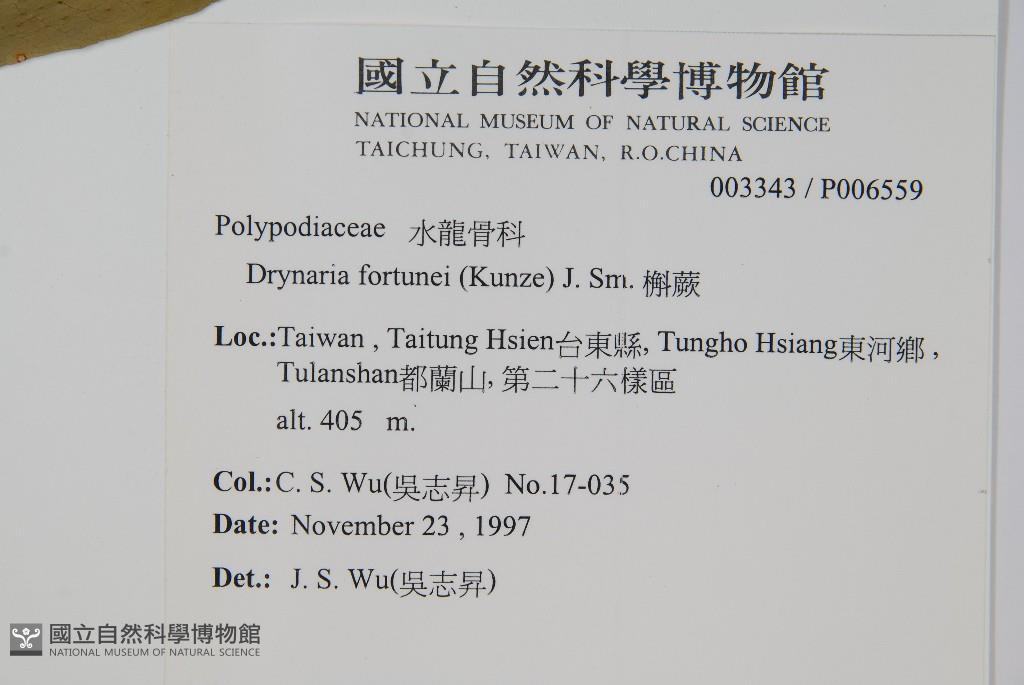 國立自然科學博物館
NATIONAL MUSEUM OF NATURAL SCIENCE
TAICHUNG, TAIWAN, R.O.CHINA
003343 / P006559
Polypodiaceae 水龍骨科
Drynaria fortunei (Kunze) J. Sm. 槲蕨
Loc.:Taiwan , Taitung Hsien台東縣, Tungho Hsiang東河鄉 ,
Tulanshan都蘭山, 第二十六樣區
alt. 405 m.
Col.: C. S. Wu(吳志昇) No.17-035
Date: November 23 , 1997
Det.: J. S. Wu(吳志昇)
國立自然科學博物館
NATIONAL MUSEUM OF NATURAL SCIENCE